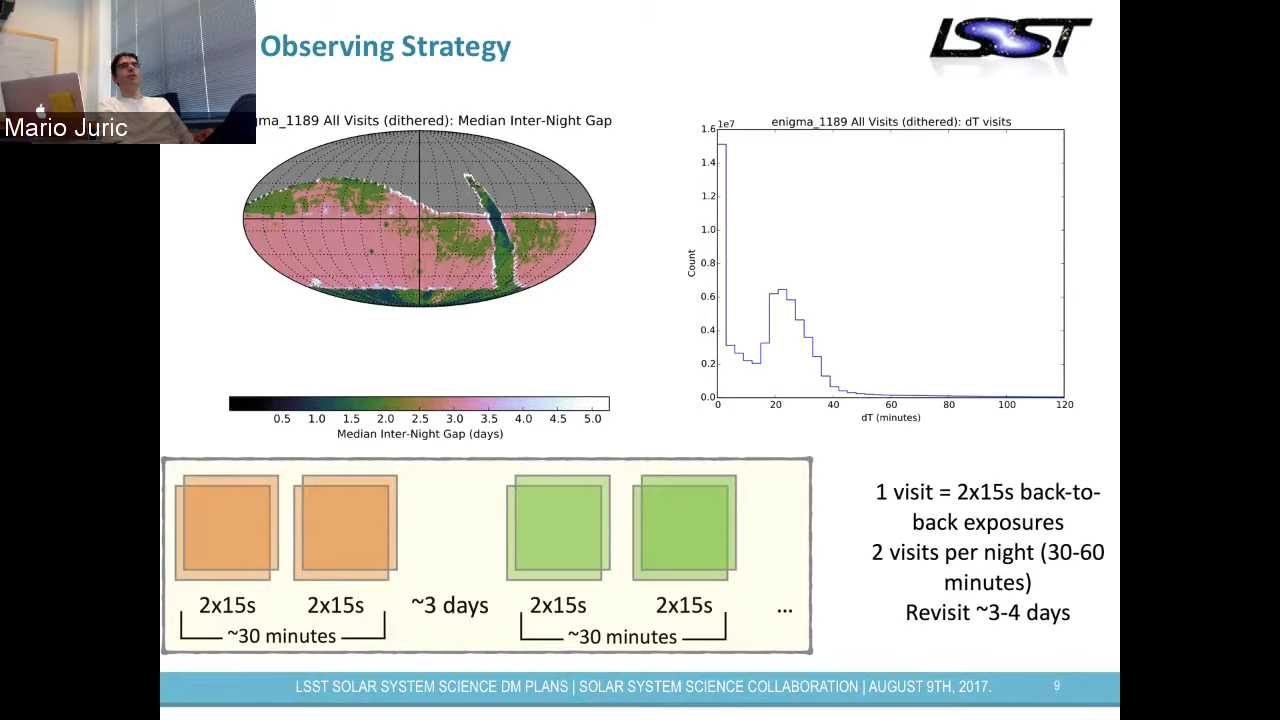 Observing Strategy
LSST
Mario Juric
gma_1189 All Visits (dithered): Median Inter-Night Gap
0.5 1.0 1.5 2.0 2.5 3.0 3.5 4.0 4.5 5.0
Median Inter-Night Gap (days)
enigma_1189 All Visits (dithered): dT visits
1e7
1.6
1.4
1.2
1.0
0.8
0.6
0.4
0.2
0.0
Count
0 20 40 60 80 100 120
dT (minutes)
2x15s 2x15s ~3 days 2x15s 2x15s ...
~30 minutes ~30 minutes
1 visit = 2x15s back-to-
back exposures
2 visits per night (30-60
minutes)
Revisit ~3-4 days
LSST SOLAR SYSTEM SCIENCE DM PLANS | SOLAR SYSTEM SCIENCE COLLABORATION | AUGUST 9TH, 2017.
9